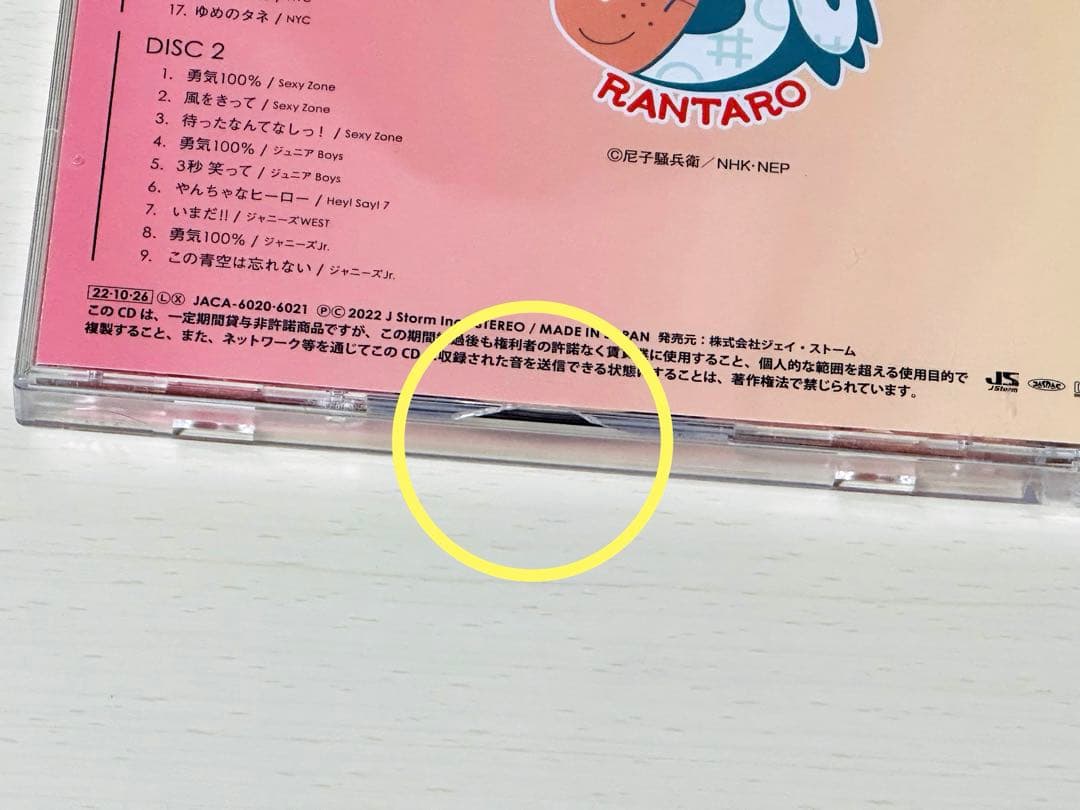 17. ゆめのタネ / NYC
DISC 2
1. 勇気100% / Sexy Zone
2. 風をきって / Sexy Zone
3. 待ったなんてなしっ! / Sexy Zone
4. 勇気100% / ジュニア Boys
5. 3秒 笑って / ジュニア Boys
6. やんちゃなヒーロー / Hey! Say! 7
7. いまだ!! / ジャニーズWEST
8. 勇気100% / ジャニーズJr.
9. この青空は忘れない / ジャニーズJr.
RANTARO
©尼子騒兵衛/NHK・NEP
22・10・26 Ⓛ Ⓧ JACA-6020・6021 ℗© 2022 J Storm Inc. STEREO / MADE IN JAPAN 発売元:株式会社ジェイ・ストーム
このCDは、一定期間貸与非許諾商品ですが、この期間経過後も権利者の許諾なく賃貸業に使用すること、個人的な範囲を超える使用目的で
複製すること、また、ネットワーク等を通じてこのCDに収録された音を送信できる状態にすることは、著作権法で禁じられています。
JS
JStorm